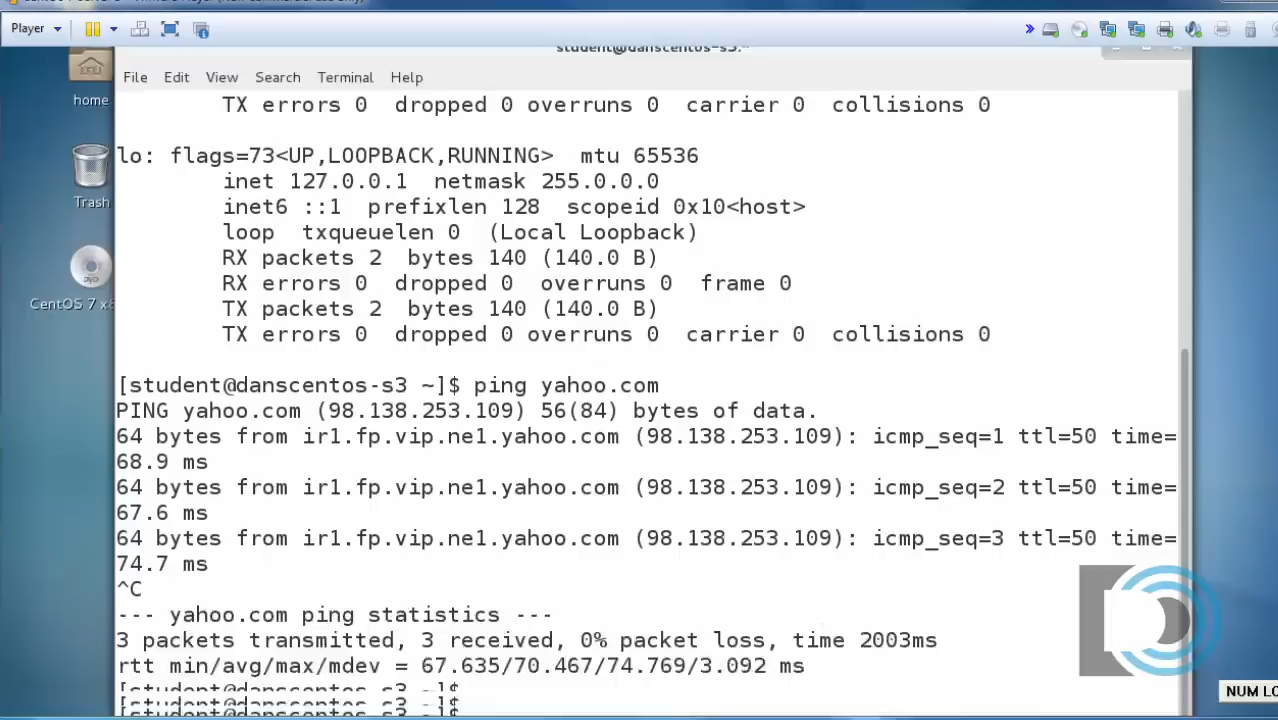 Player
student@danscentos-s3:~
File Edit View Search Terminal Help
home
Trash
CentOS 7 x8
TX errors 0 dropped 0 overruns 0 carrier 0 collisions 0
lo: flags=73<UP,LOOPBACK,RUNNING> mtu 65536
inet 127.0.0.1 netmask 255.0.0.0
inet6 ::1 prefixlen 128 scopeid 0x10<host>
loop txqueuelen 0 (Local Loopback)
RX packets 2 bytes 140 (140.0 B)
RX errors 0 dropped 0 overruns 0 frame 0
TX packets 2 bytes 140 (140.0 B)
TX errors 0 dropped 0 overruns 0 carrier 0 collisions 0
[student@danscentos-s3 ~]$ ping yahoo.com
PING yahoo.com (98.138.253.109) 56(84) bytes of data.
64 bytes from ir1.fp.vip.ne1.yahoo.com (98.138.253.109): icmp_seq=1 ttl=50 time=
68.9 ms
64 bytes from ir1.fp.vip.ne1.yahoo.com (98.138.253.109): icmp_seq=2 ttl=50 time=
67.6 ms
64 bytes from ir1.fp.vip.ne1.yahoo.com (98.138.253.109): icmp_seq=3 ttl=50 time=
74.7 ms
^C
--- yahoo.com ping statistics ---
3 packets transmitted, 3 received, 0% packet loss, time 2003ms
rtt min/avg/max/mdev = 67.635/70.467/74.769/3.092 ms
[student@danscentos-s3 ~]$
[student@danscentos-s3 ~]$
NUM LO